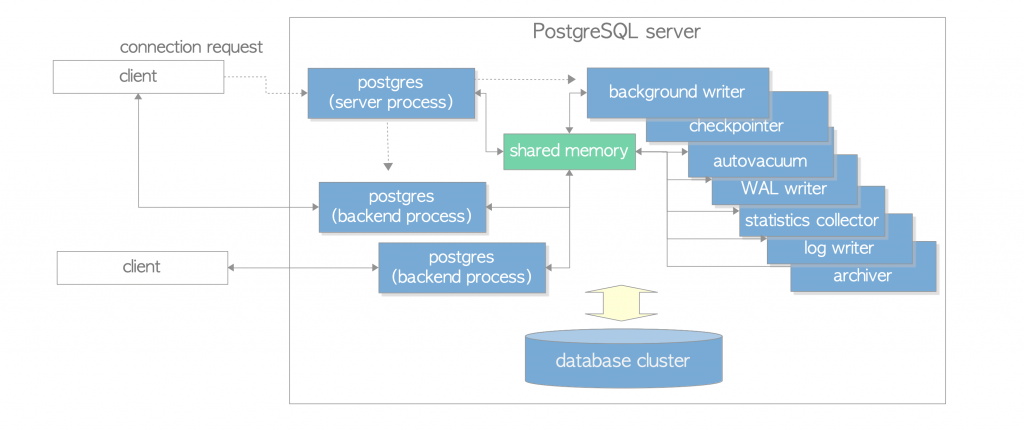 PostgreSQL server
connection request
client
postgres
(server process)
background writer
checkpointer
shared memory
autovacuum
WAL writer
postgres
(backend process)
statistics collector
log writer
client
postgres
(backend process)
archiver
database cluster